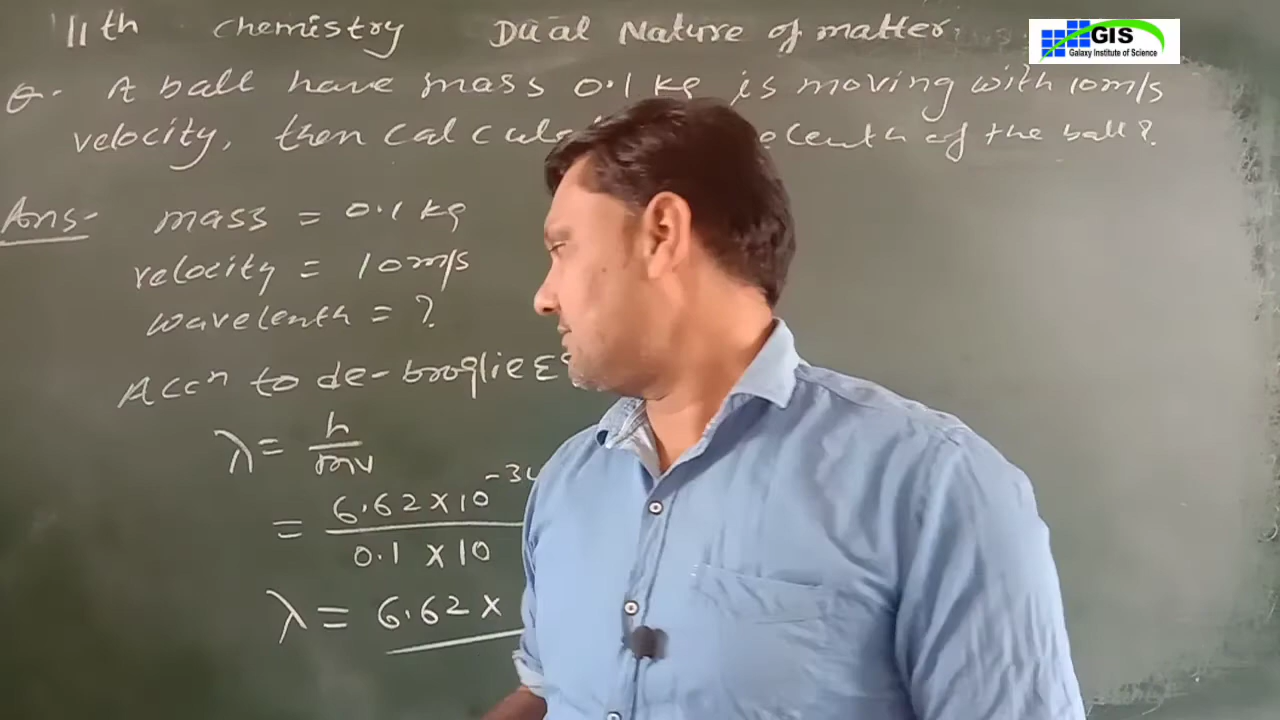 11th chemistry Dual Nature of matter
GIS
Galaxy Institute of Science
Q. A ball have mass 0.1 kg is moving with 10m/s
velocity, then of the ball?
Ans- mass = 0.1 kg
velocity = 10m/s
wavelenth = ?
Accn to de-broglie
λ = h/mv
= 6.62 × 10
0.1 × 10
λ = 6.62 ×